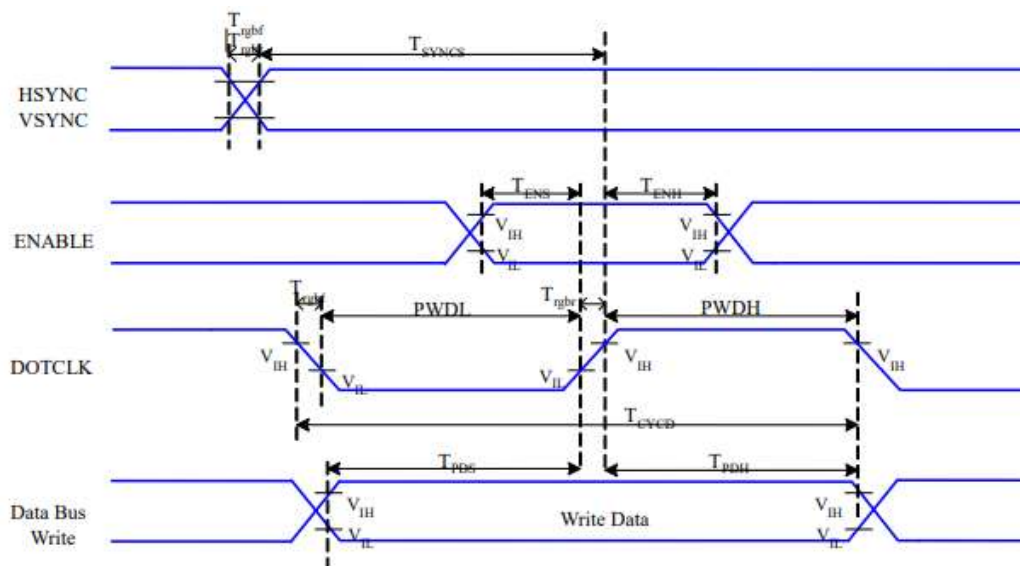 Trgbf
Trgbr
TSYNCS
HSYNC
VSYNC
TENS
TENH
VIH
VIH
ENABLE
VIL
VIL
Trgbf
Trgbr
PWDL
PWDH
VIH
VIH
VIH
DOTCLK
VIL
VIL
TCYCD
TPDS
TPDH
VIH
VIH
Data Bus
Write
Write Data
VIL
VIL